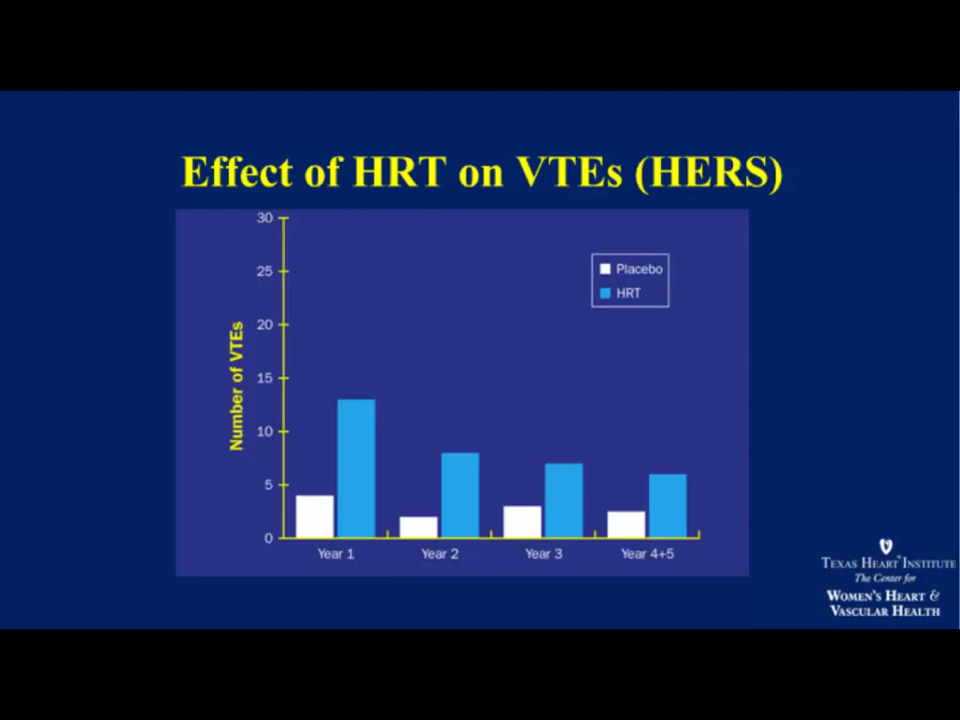 Effect of HRT on VTEs (HERS)
30
25
20
15
10
5
0
Number of VTEs
Placebo
HRT
Year 1
Year 2
Year 3
Year 4+5
TEXAS HEART® INSTITUTE
The Center for
WOMEN'S HEART &
VASCULAR HEALTH